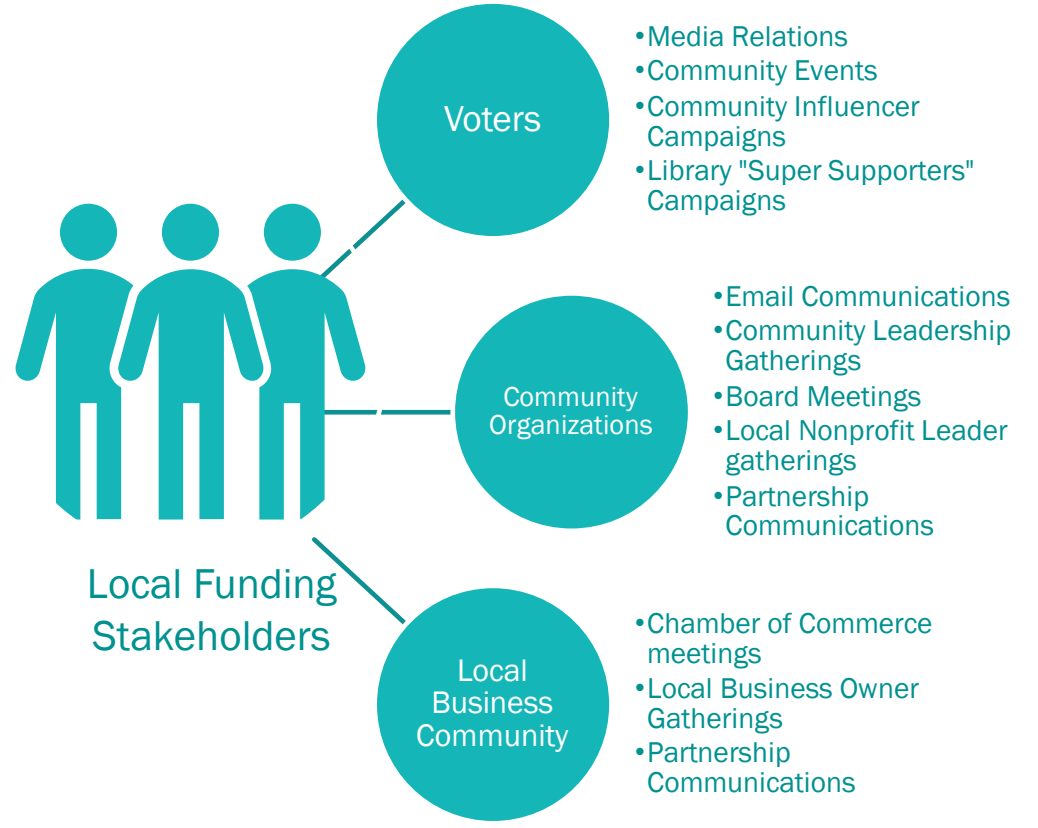 Voters
•Media Relations
•Community Events
•Community Influencer
Campaigns
•Library "Super Supporters"
Campaigns
Community
Organizations
•Email Communications
•Community Leadership
Gatherings
•Board Meetings
•Local Nonprofit Leader
gatherings
•Partnership
Communications
Local Funding
Stakeholders
Local
Business
Community
•Chamber of Commerce
meetings
•Local Business Owner
Gatherings
•Partnership
Communications